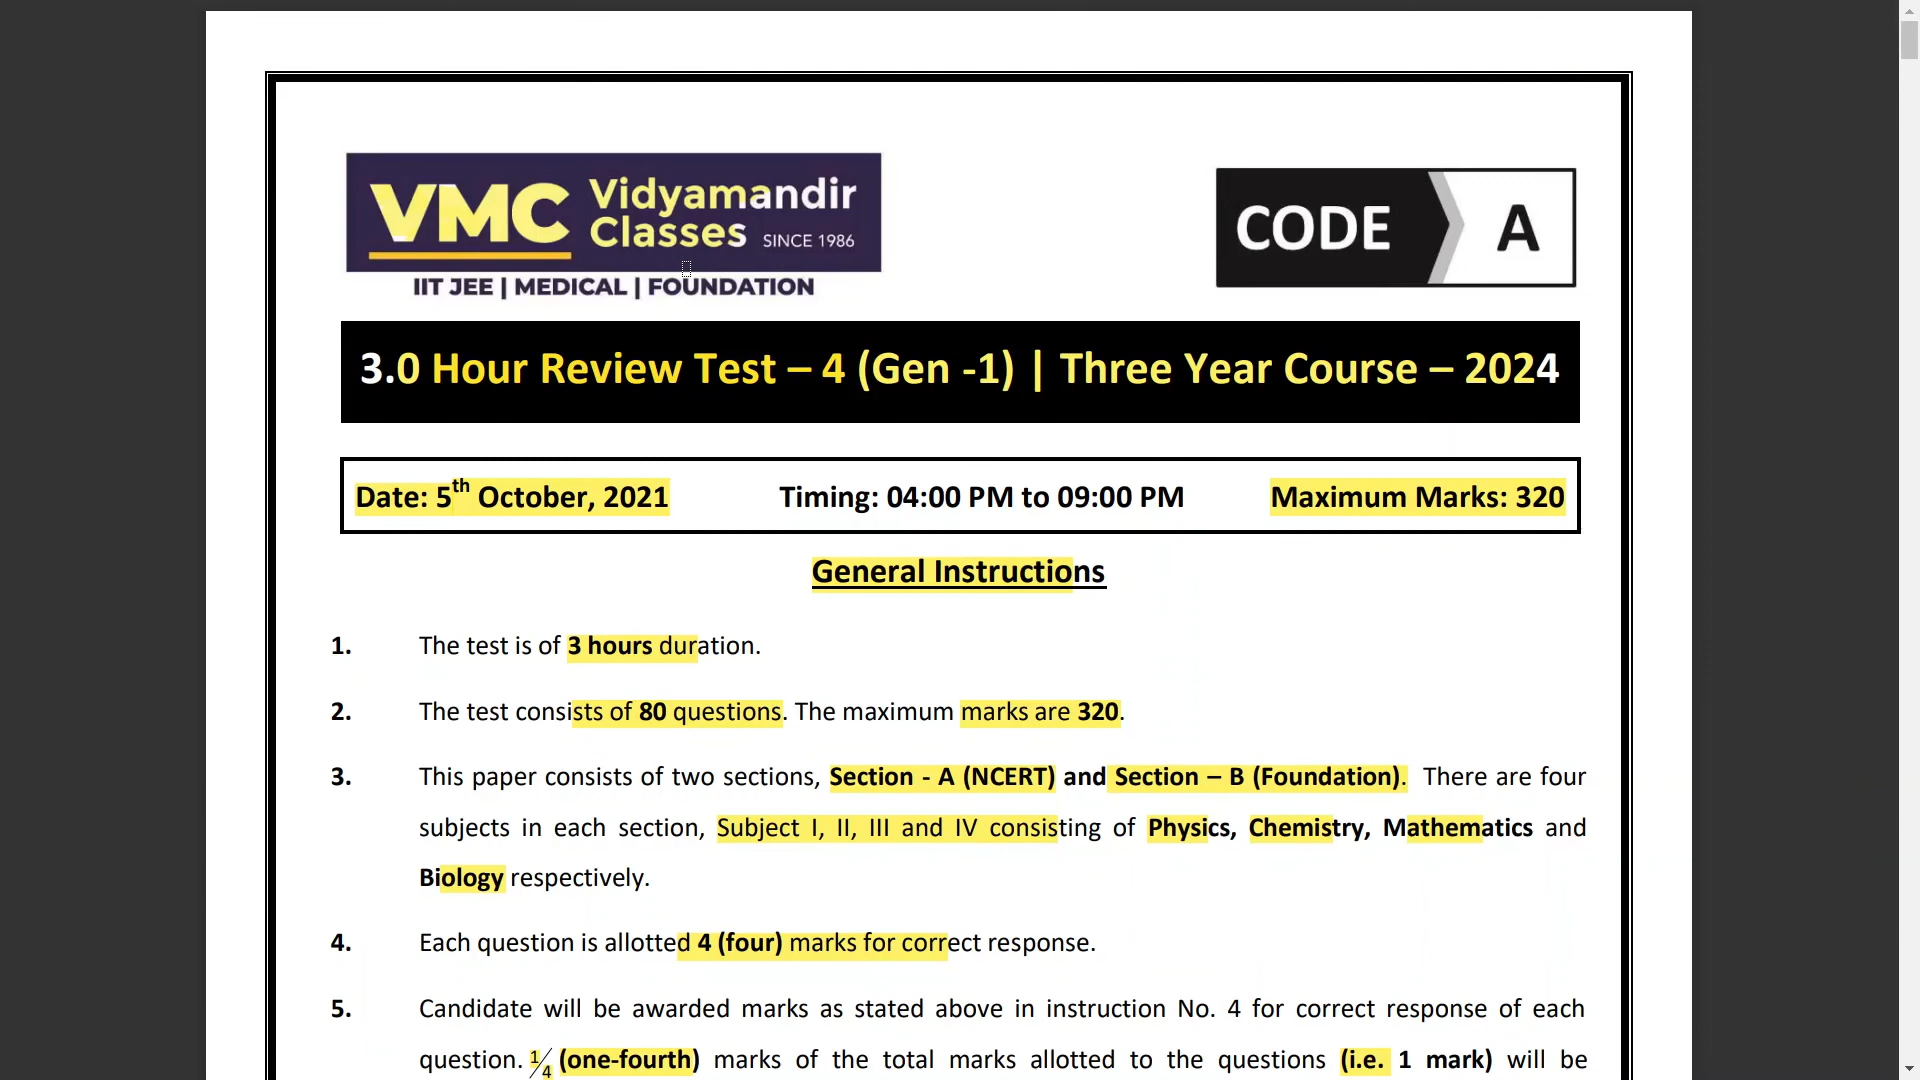 VMC Vidyamandir Classes SINCE 1986
IIT JEE | MEDICAL | FOUNDATION
CODE A
3.0 Hour Review Test – 4 (Gen -1) | Three Year Course – 2024
Date: 5th October, 2021 Timing: 04:00 PM to 09:00 PM Maximum Marks: 320
General Instructions
1. The test is of 3 hours duration.
2. The test consists of 80 questions. The maximum marks are 320.
3. This paper consists of two sections, Section - A (NCERT) and Section – B (Foundation). There are four
subjects in each section, Subject I, II, III and IV consisting of Physics, Chemistry, Mathematics and
Biology respectively.
4. Each question is allotted 4 (four) marks for correct response.
5. Candidate will be awarded marks as stated above in instruction No. 4 for correct response of each
question. 1/4 (one-fourth) marks of the total marks allotted to the questions (i.e. 1 mark) will be